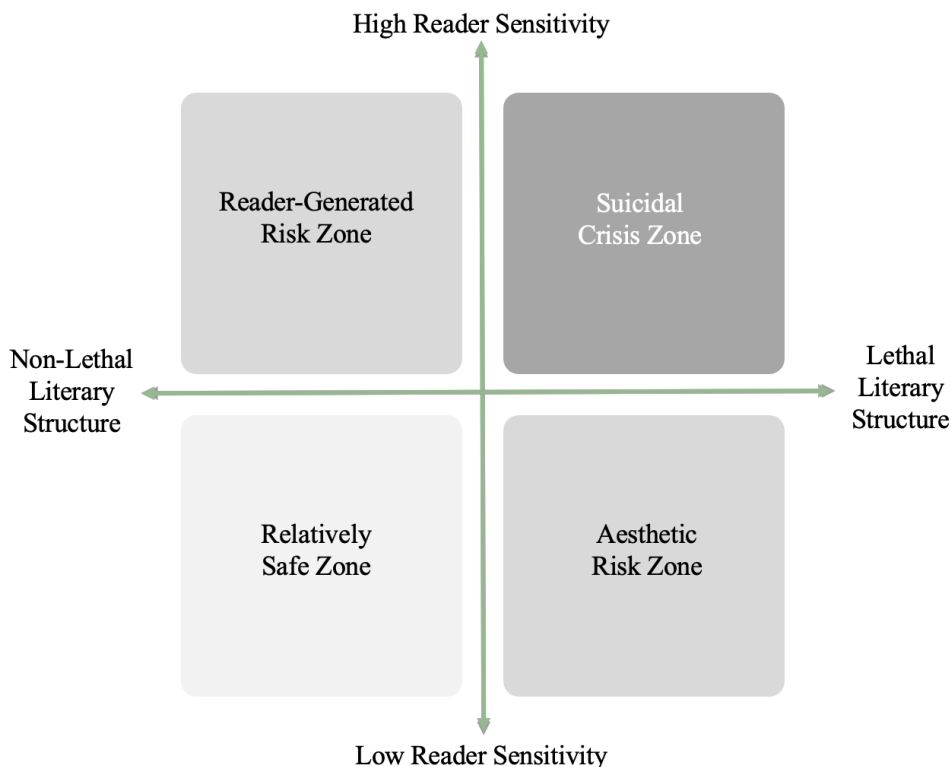 High Reader Sensitivity
Reader-Generated
Risk Zone
Suicidal
Crisis Zone
Non-Lethal
Literary
Structure
Lethal
Literary
Structure
Relatively
Safe Zone
Aesthetic
Risk Zone
Low Reader Sensitivity